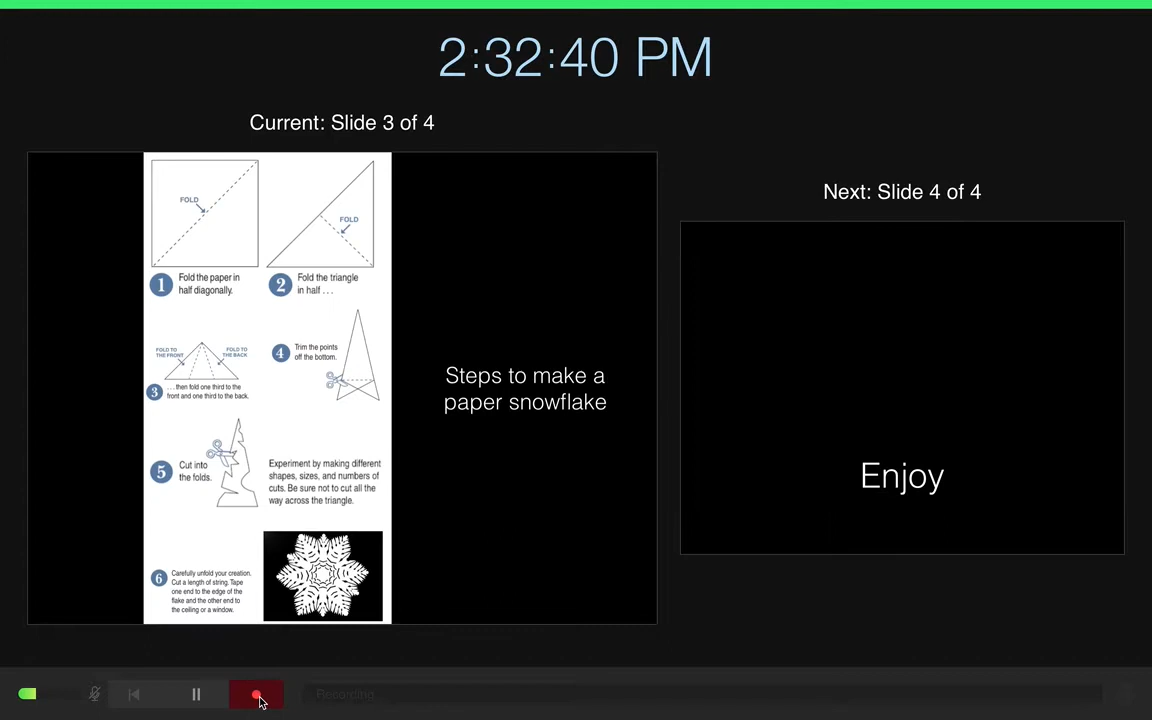 2:32:40 PM
Current: Slide 3 of 4
Next: Slide 4 of 4
FOLD
FOLD
1 Fold the paper in
half diagonally.
2 Fold the triangle
in half . . .
FOLD TO
THE FRONT
FOLD TO
THE BACK
3 . . . then fold one third to the
front and one third to the back.
4 Trim the points
off the bottom.
5 Cut into
the folds.
Experiment by making different
shapes, sizes, and numbers of
cuts. Be sure not to cut all the
way across the triangle.
6 Carefully unfold your creation.
Cut a length of string. Tape
one end to the edge of the
flake and the other end to
the ceiling or a window.
Steps to make a
paper snowflake
Enjoy
Recording...